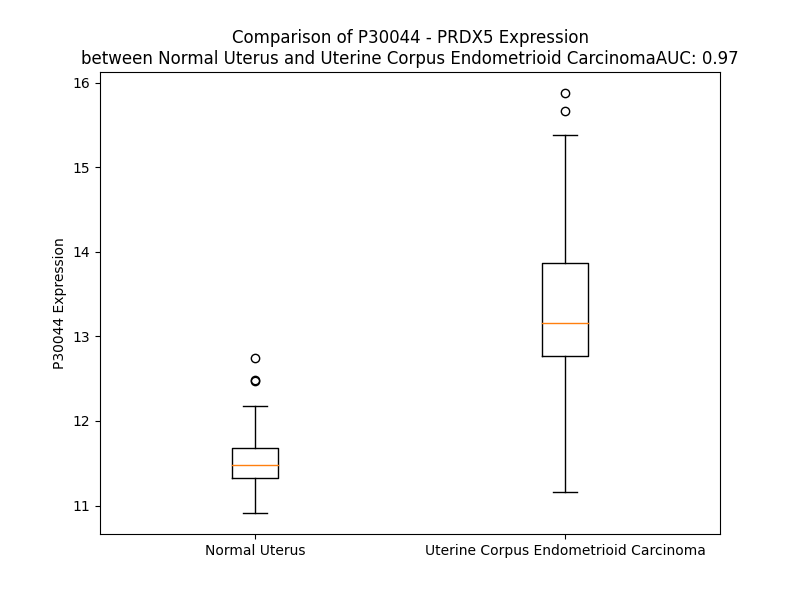 Comparison of P30044 - PRDX5 Expression
between Normal Uterus and Uterine Corpus Endometrioid CarcinomaAUC: 0.97
16
15
14
13
12
11
P30044 Expression
Normal Uterus
Uterine Corpus Endometrioid Carcinoma